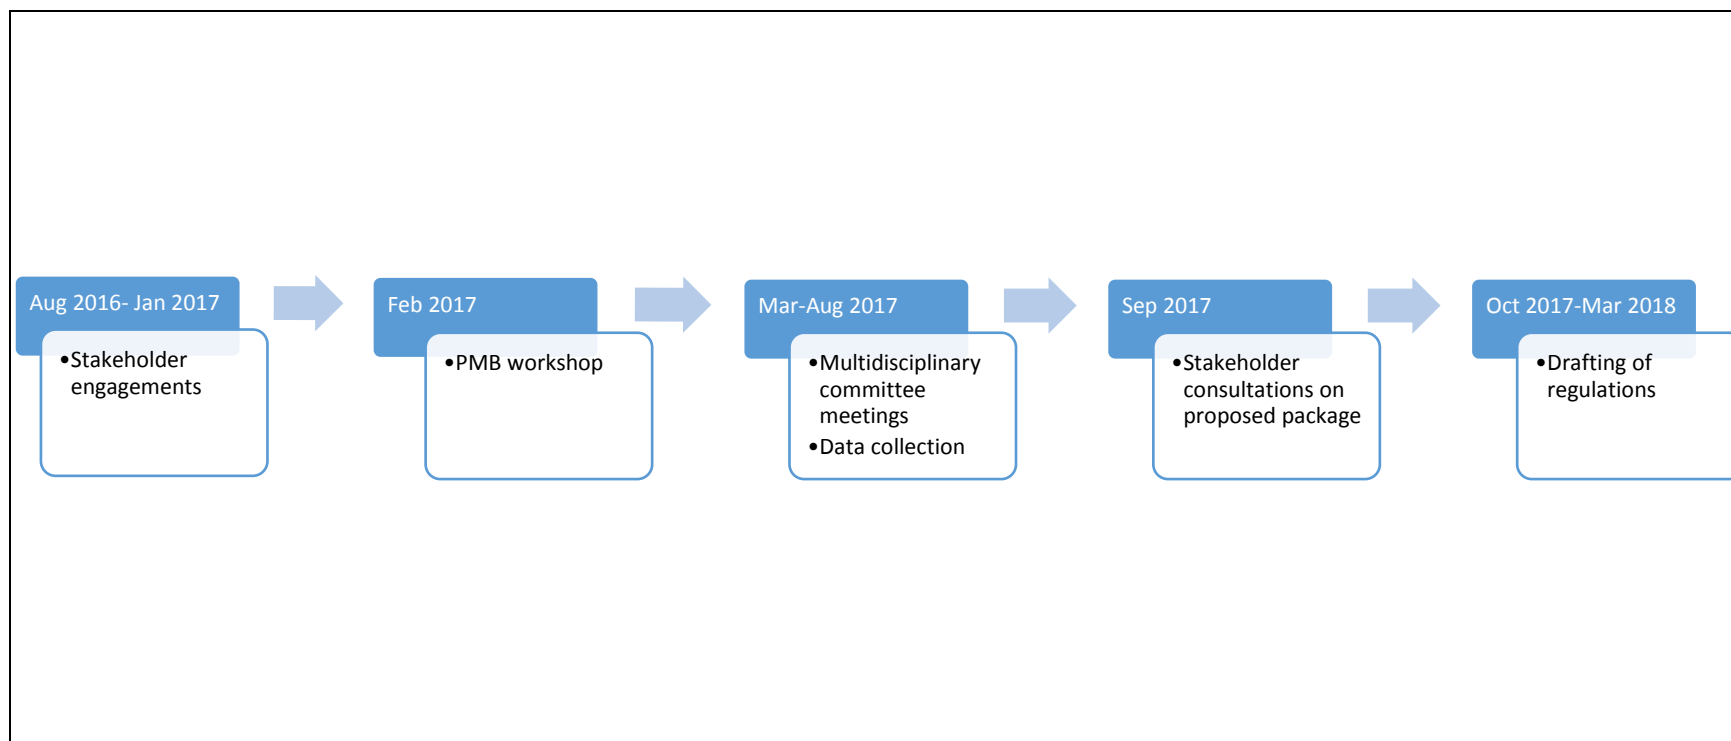 Aug 2016- Jan 2017
•Stakeholder
engagements
Feb 2017
•PMB workshop
Mar-Aug 2017
•Multidisciplinary
committee
meetings
•Data collection
Sep 2017
•Stakeholder
consultations on
proposed package
Oct 2017-Mar 2018
•Drafting of
regulations